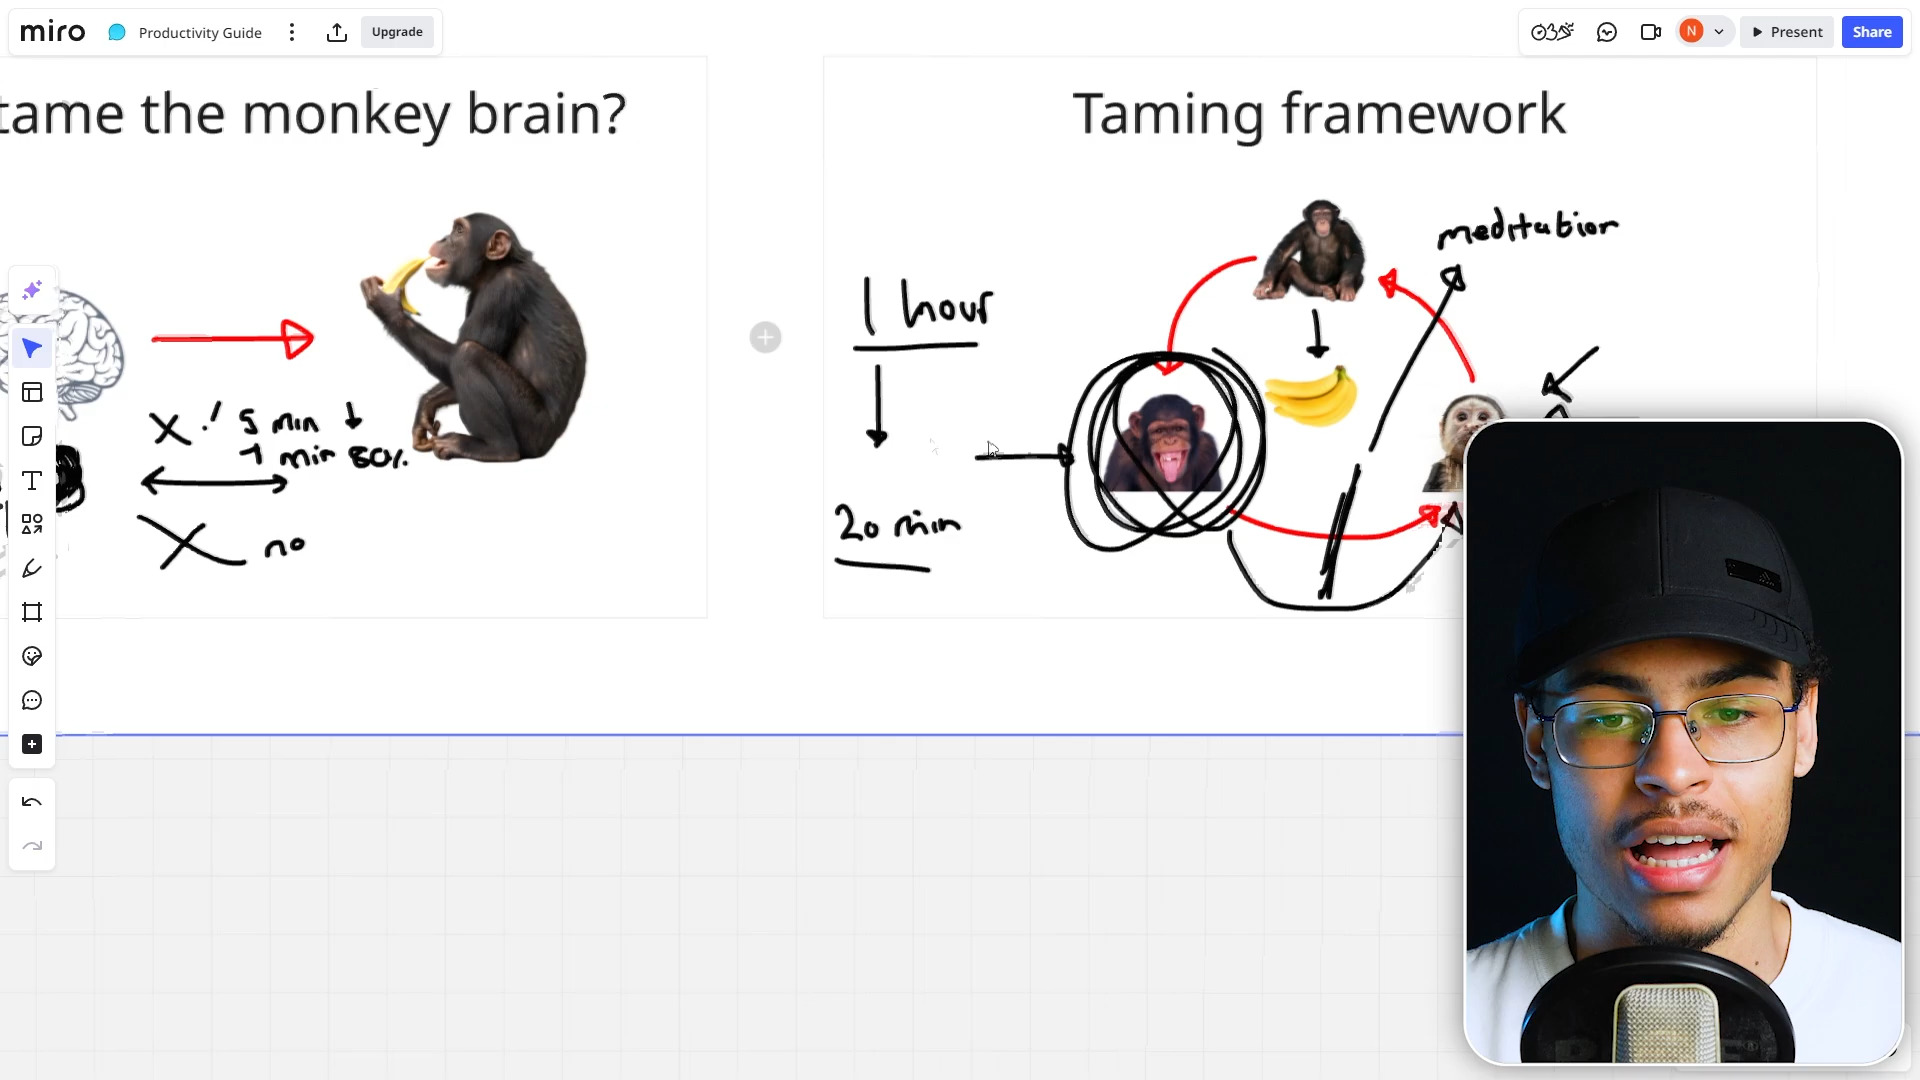 miro
Productivity Guide
Upgrade
N
Present
Share
tame the monkey brain?
Taming framework
meditation
1 hour
5 min
1 min 80%
20 min
no